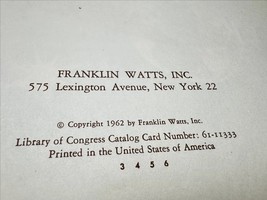 FRANKLIN WATTS, INC.
575 Lexington Avenue, New York 22
© Copyright 1962 by Franklin Watts, Inc.
Library of Congress Catalog Card Number: 61-11333
Printed in the United States of America
3 4 5 6